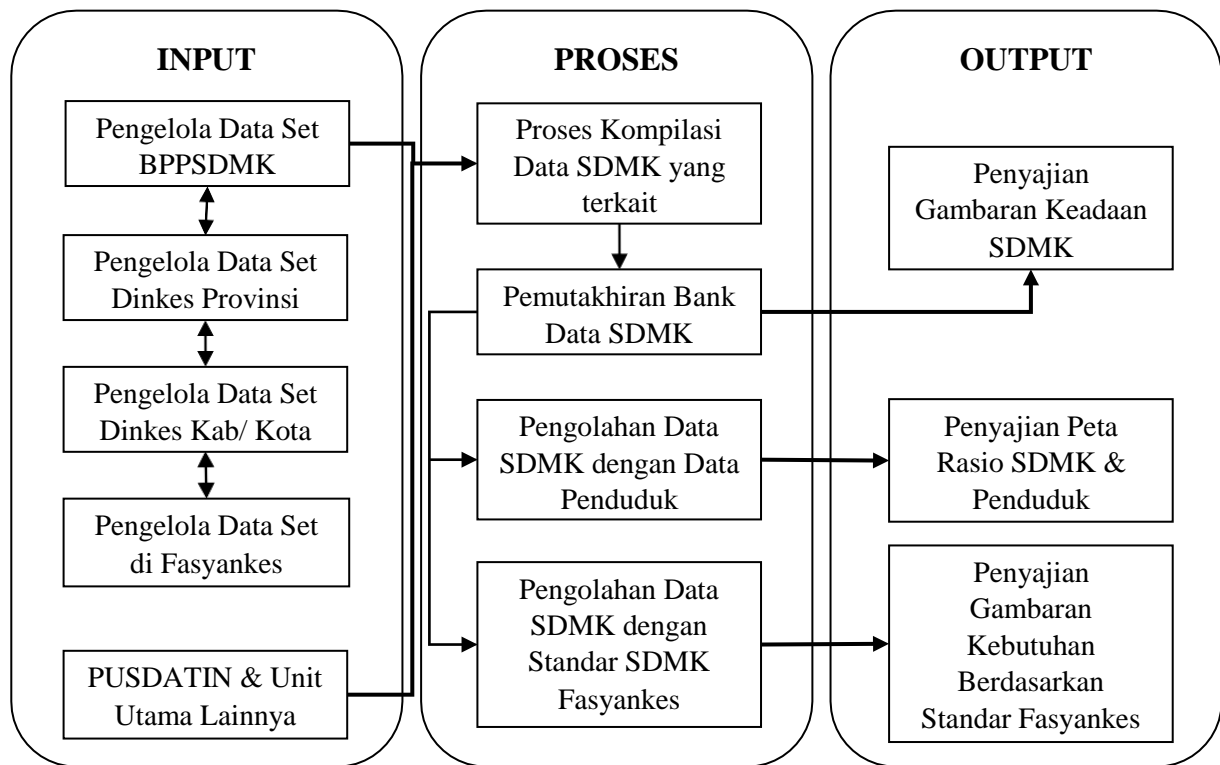 INPUT
Pengelola Data Set
BPPSDMK
Pengelola Data Set
Dinkes Provinsi
Pengelola Data Set
Dinkes Kab/ Kota
Pengelola Data Set
di Fasyankes
PUSDATIN & Unit
Utama Lainnya
PROSES
Proses Kompilasi
Data SDMK yang
terkait
Pemutakhiran Bank
Data SDMK
Pengolahan Data
SDMK dengan Data
Penduduk
Pengolahan Data
SDMK dengan
Standar SDMK
Fasyankes
OUTPUT
Penyajian
Gambaran Keadaan
SDMK
Penyajian Peta
Rasio SDMK &
Penduduk
Penyajian
Gambaran
Kebutuhan
Berdasarkan
Standar Fasyankes